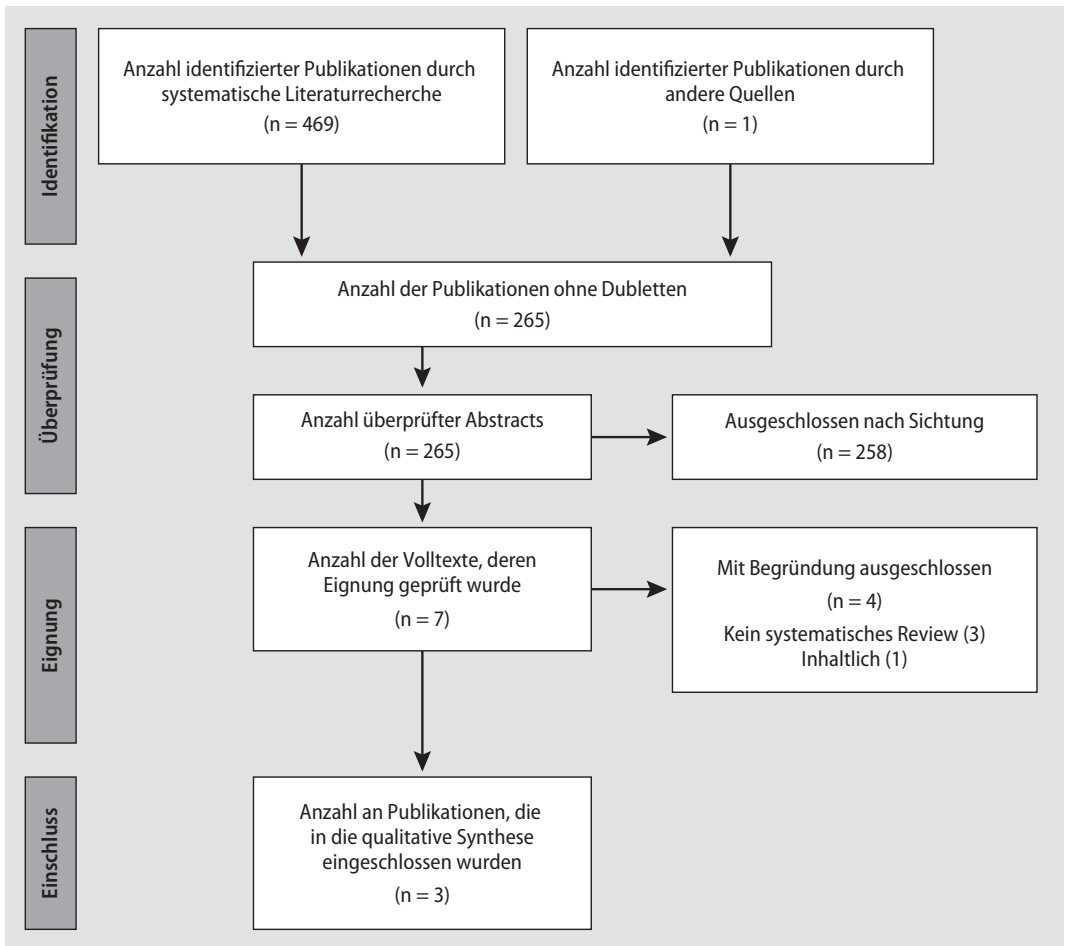 Identifikation
Anzahl identifizierter Publikationen durch
systematische Literaturrecherche
(n = 469)
Anzahl identifizierter Publikationen durch
andere Quellen
(n = 1)
Überprüfung
Anzahl der Publikationen ohne Dubletten
(n = 265)
Anzahl überprüfter Abstracts
(n = 265)
Ausgeschlossen nach Sichtung
(n = 258)
Eignung
Anzahl der Volltexte, deren
Eignung geprüft wurde
(n = 7)
Mit Begründung ausgeschlossen
(n = 4)
Kein systematisches Review (3)
Inhaltlich (1)
Einschluss
Anzahl an Publikationen, die
in die qualitative Synthese
eingeschlossen wurden
(n = 3)